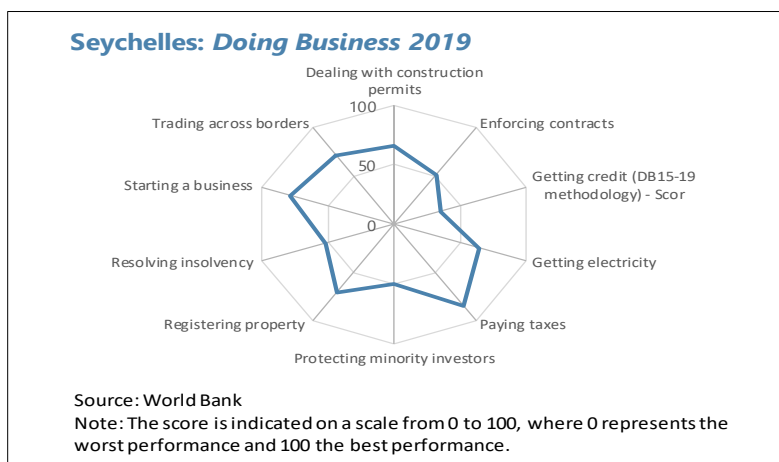 Seychelles: Doing Business 2019
Dealing with construction
permits
100
Trading across borders
Enforcing contracts
50
Starting a business
Getting credit (DB15-19
methodology) - Scor
0
Resolving insolvency
Getting electricity
Registering property
Paying taxes
Protecting minority investors
Source: World Bank
Note: The score is indicated on a scale from 0 to 100, where 0 represents the
worst performance and 100 the best performance.